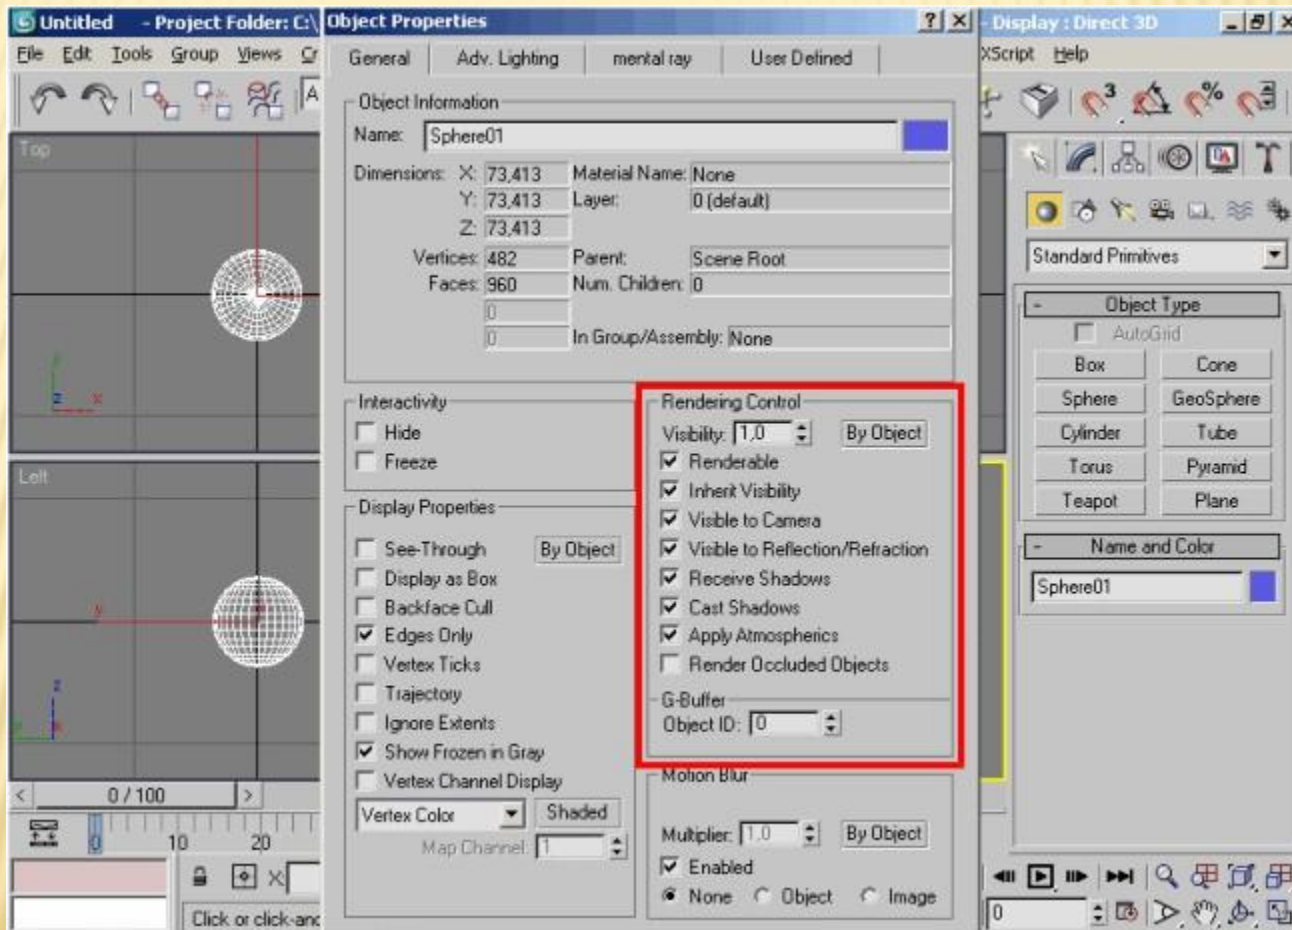 Untitled - Project Folder: C:\
File Edit Tools Group Views Cr
Top
Left
0 / 100
0 10 20
X:
Click or click-anc
Object Properties
General Adv. Lighting mental ray User Defined
Object Information
Name: Sphere01
Dimensions: X: 73,413 Material Name: None
Y: 73,413 Layer: 0 (default)
Z: 73,413
Vertices: 482 Parent: Scene Root
Faces: 960 Num. Children: 0
0
0 In Group/Assembly: None
Interactivity
Hide
Freeze
Display Properties
See-Through By Object
Display as Box
Backface Cull
Edges Only
Vertex Ticks
Trajectory
Ignore Extents
Show Frozen in Gray
Vertex Channel Display
Vertex Color Shaded
Map Channel: 1
Rendering Control
Visibility: 1,0 By Object
Renderable
Inherit Visibility
Visible to Camera
Visible to Reflection/Refraction
Receive Shadows
Cast Shadows
Apply Atmospherics
Render Occluded Objects
G-Buffer
Object ID: 0
Motion Blur
Multiplier: 1,0 By Object
Enabled
None Object Image
- Display : Direct 3D
XScript Help
Standard Primitives
Object Type
AutoGrid
Box Cone
Sphere GeoSphere
Cylinder Tube
Torus Pyramid
Teapot Plane
Name and Color
Sphere01
0